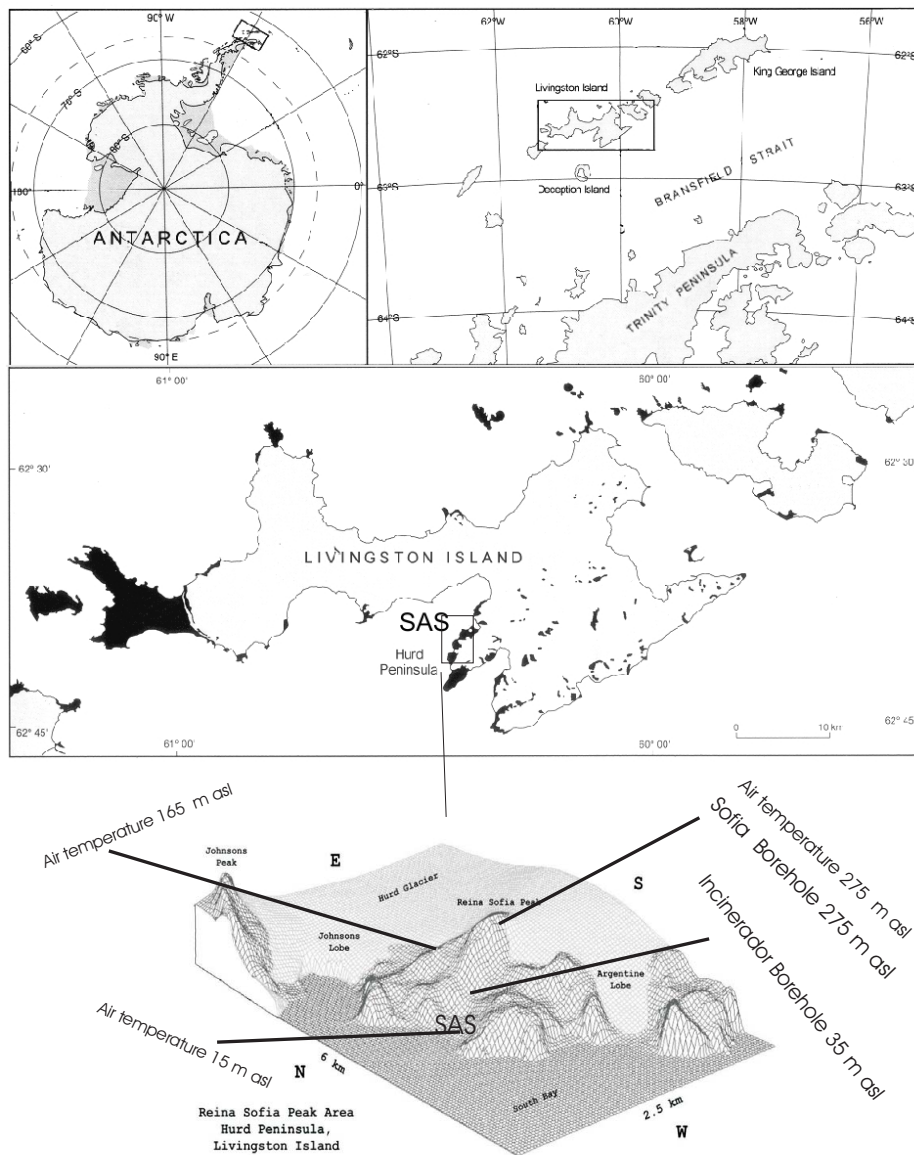 90° W
60° S
70° S
80° S
180°
0°
ANTARCTICA
90° E
62°W
60°W
58°W
56°W
62°S
62°S
King George Island
Livingston Island
Deception Island
63°S
63°S
BRANSFIELD STRAIT
TRINITY PENINSULA
64°S
64°S
61° 00'
60° 00'
62° 30'
62° 30'
LIVINGSTON ISLAND
SAS
Hurd
Peninsula
62° 45'
62° 45'
0
10 km
61° 00'
60° 00'
Air temperature 165 m asl
Air temperature 275 m asl
Sofia Borehole 275 m asl
Incinerador Borehole 35 m asl
Johnsons
Peak
E
Hurd Glacier
S
Reina Sofia Peak
Johnsons
Lobe
Argentine
Lobe
SAS
Air temperature 15 m asl
N
6 km
South Bay
2.5 km
W
Reina Sofia Peak Area
Hurd Peninsula,
Livingston Island